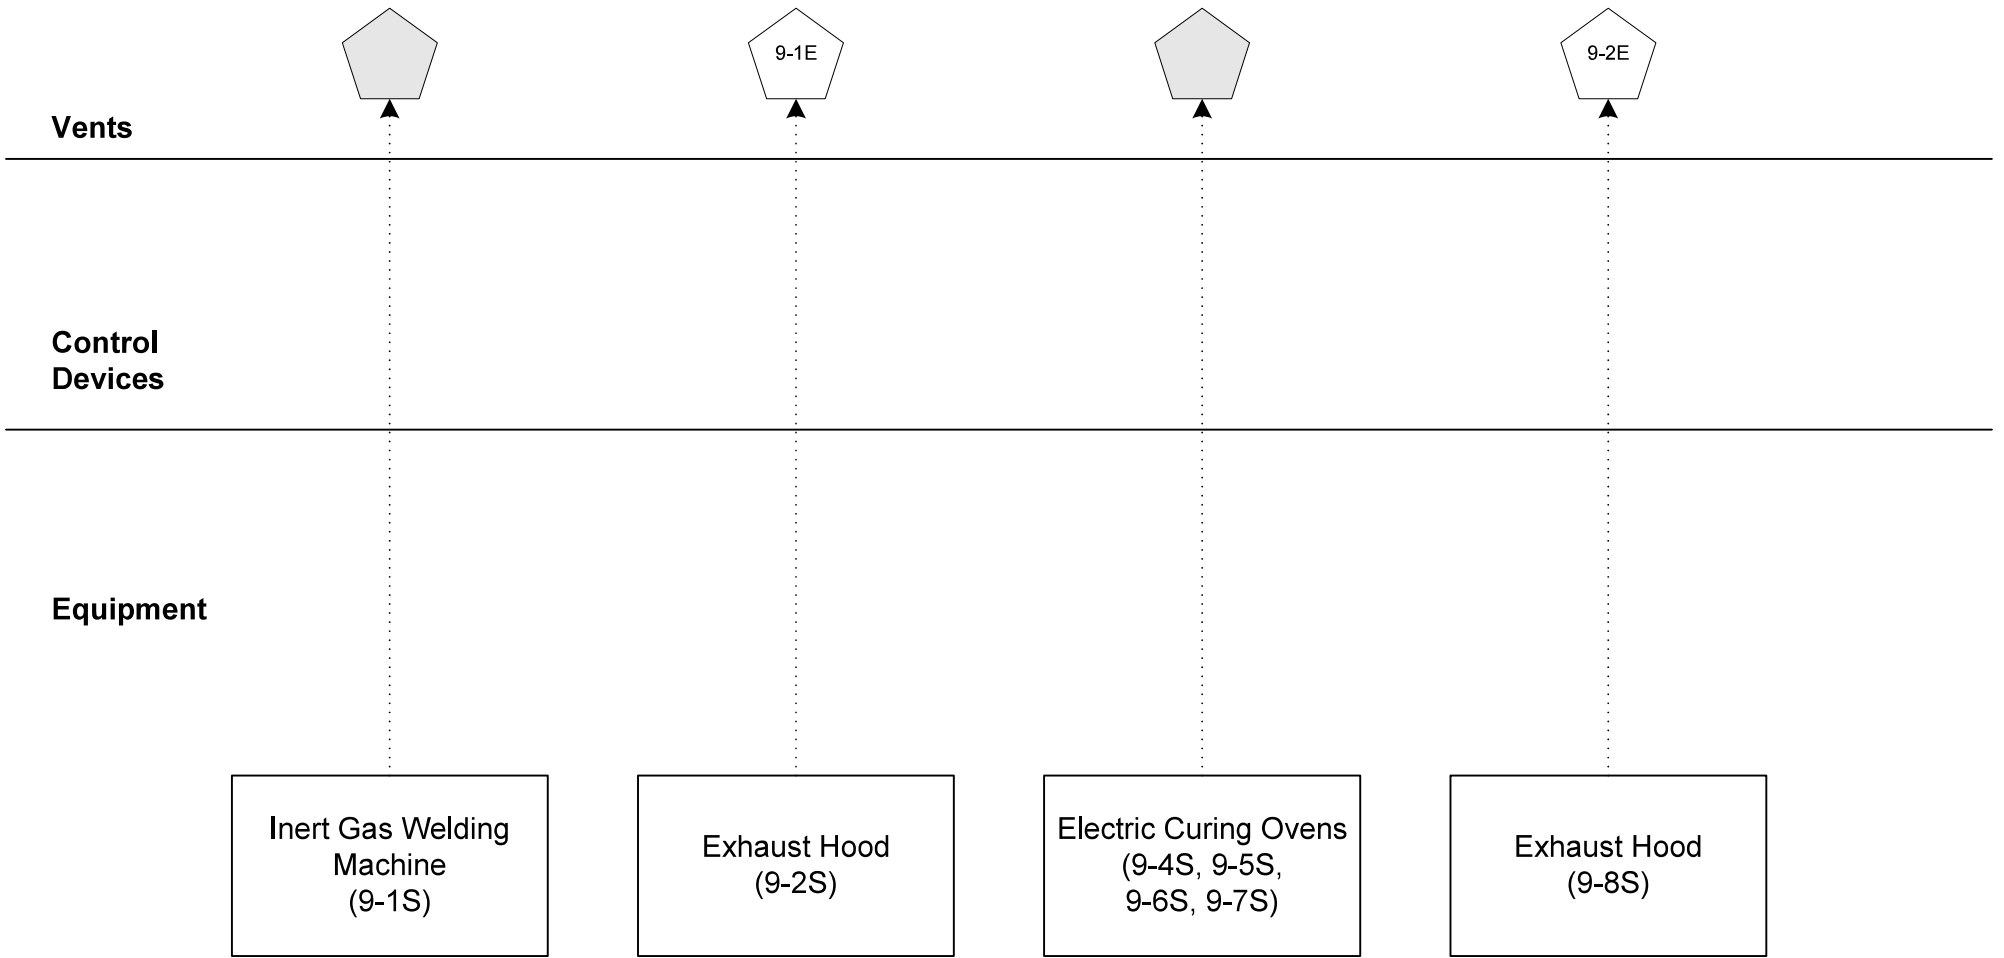 9-1E
9-2E
Vents
Control
Devices
Equipment
Inert Gas Welding
Machine
(9-1S)
Exhaust Hood
(9-2S)
Electric Curing Ovens
(9-4S, 9-5S,
9-6S, 9-7S)
Exhaust Hood
(9-8S)